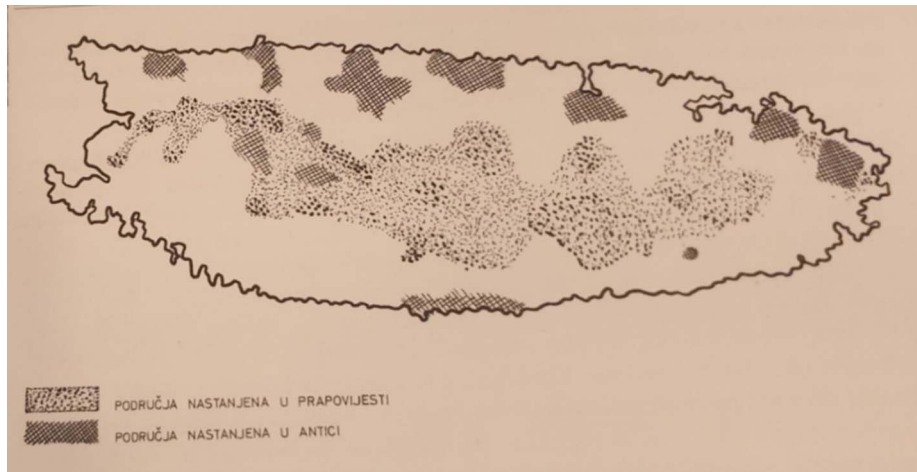 PODRUČJA NASTANJENA U PRAPOVIJESTI
PODRUČJA NASTANJENA U ANTICI